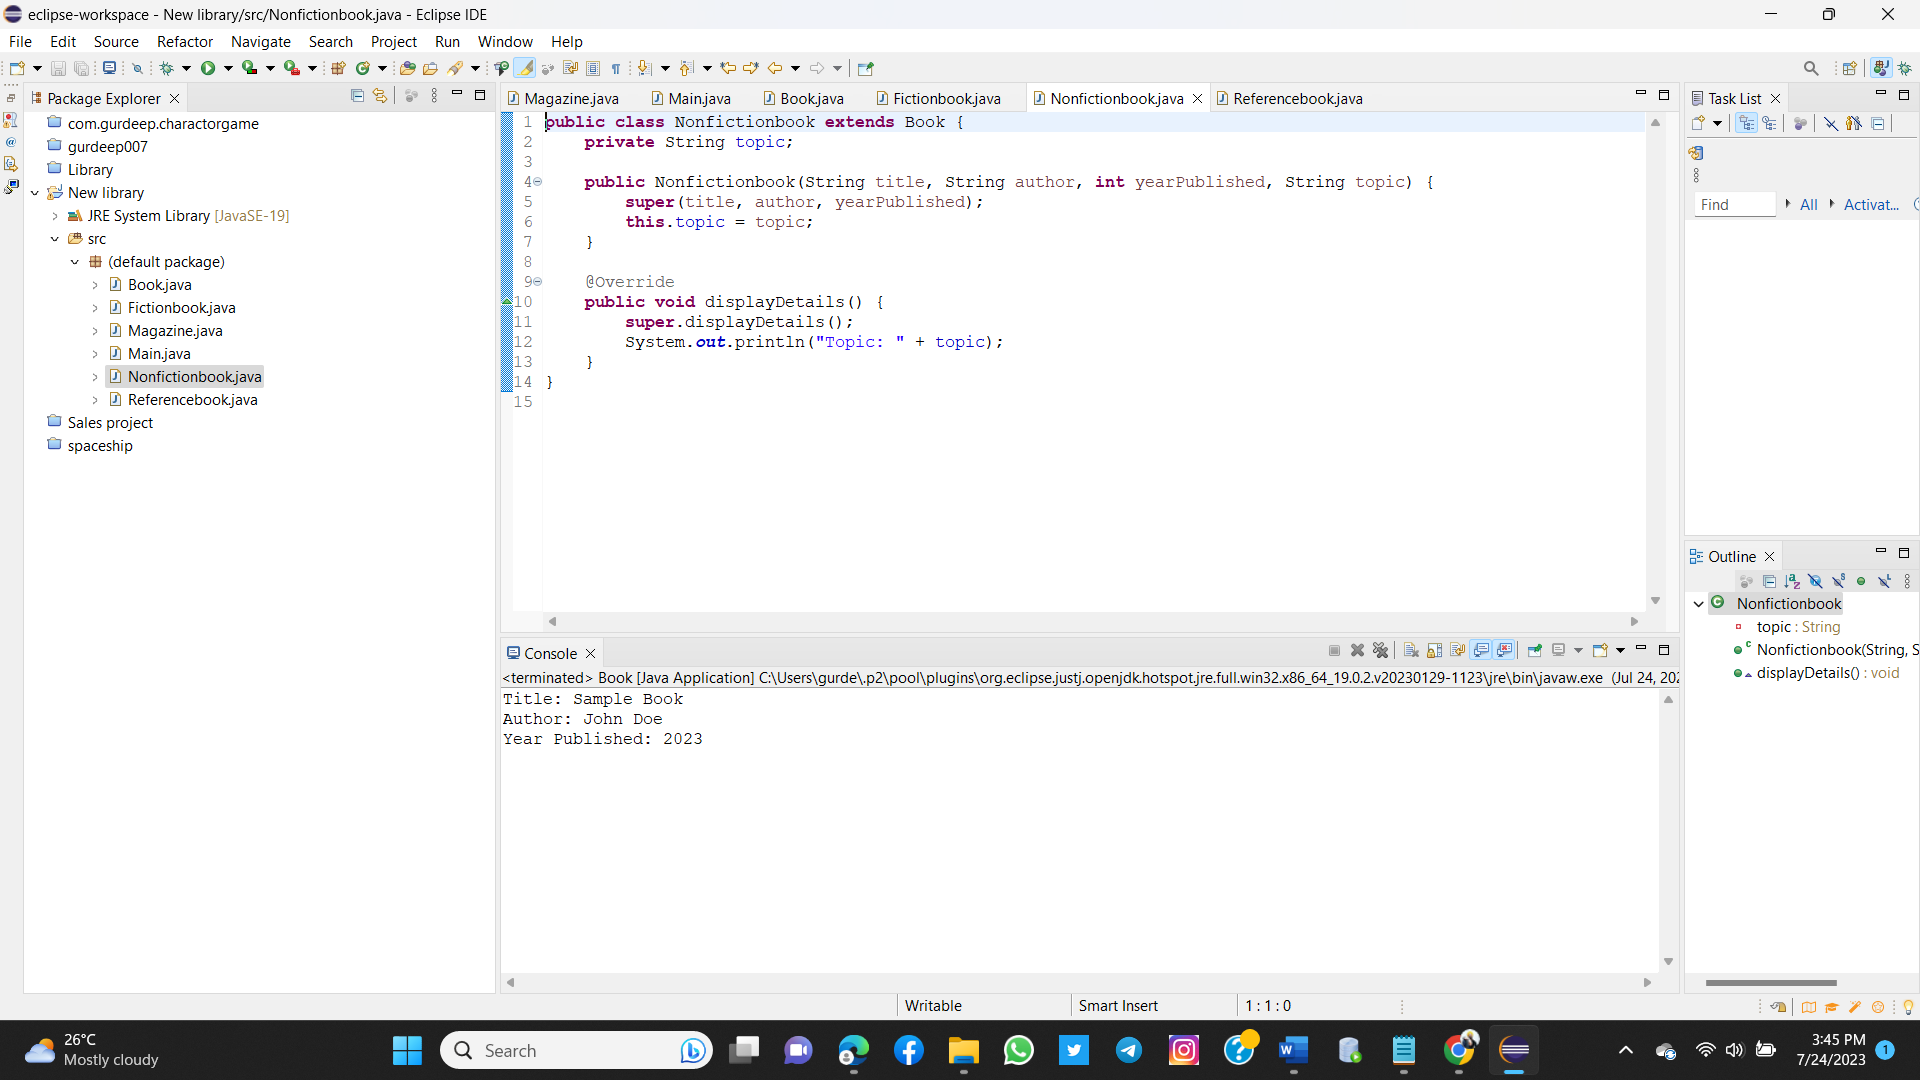 eclipse-workspace - New library/src/Nonfictionbook.java - Eclipse IDE
File Edit Source Refactor Navigate Search Project Run Window Help
Package Explorer
com.gurdeep.charactorgame
gurdeep007
Library
New library
JRE System Library [JavaSE-19]
src
(default package)
Book.java
Fictionbook.java
Magazine.java
Main.java
Nonfictionbook.java
Referencebook.java
Sales project
spaceship
Magazine.java Main.java Book.java Fictionbook.java Nonfictionbook.java Referencebook.java
1 public class Nonfictionbook extends Book {
2 private String topic;
3
4 public Nonfictionbook(String title, String author, int yearPublished, String topic) {
5 super(title, author, yearPublished);
6 this.topic = topic;
7 }
8
9 @Override
10 public void displayDetails() {
11 super.displayDetails();
12 System.out.println("Topic: " + topic);
13 }
14 }
15
Console
<terminated> Book [Java Application] C:\Users\gurde\.p2\pool\plugins\org.eclipse.justj.openjdk.hotspot.jre.full.win32.x86_64_19.0.2.v20230129-1123\jre\bin\javaw.exe (Jul 24, 202
Title: Sample Book
Author: John Doe
Year Published: 2023
Task List
Find All Activat...
Outline
Nonfictionbook
topic : String
Nonfictionbook(String, S
displayDetails() : void
Writable Smart Insert 1 : 1 : 0
26°C
Mostly cloudy
Search
3:45 PM
7/24/2023
1